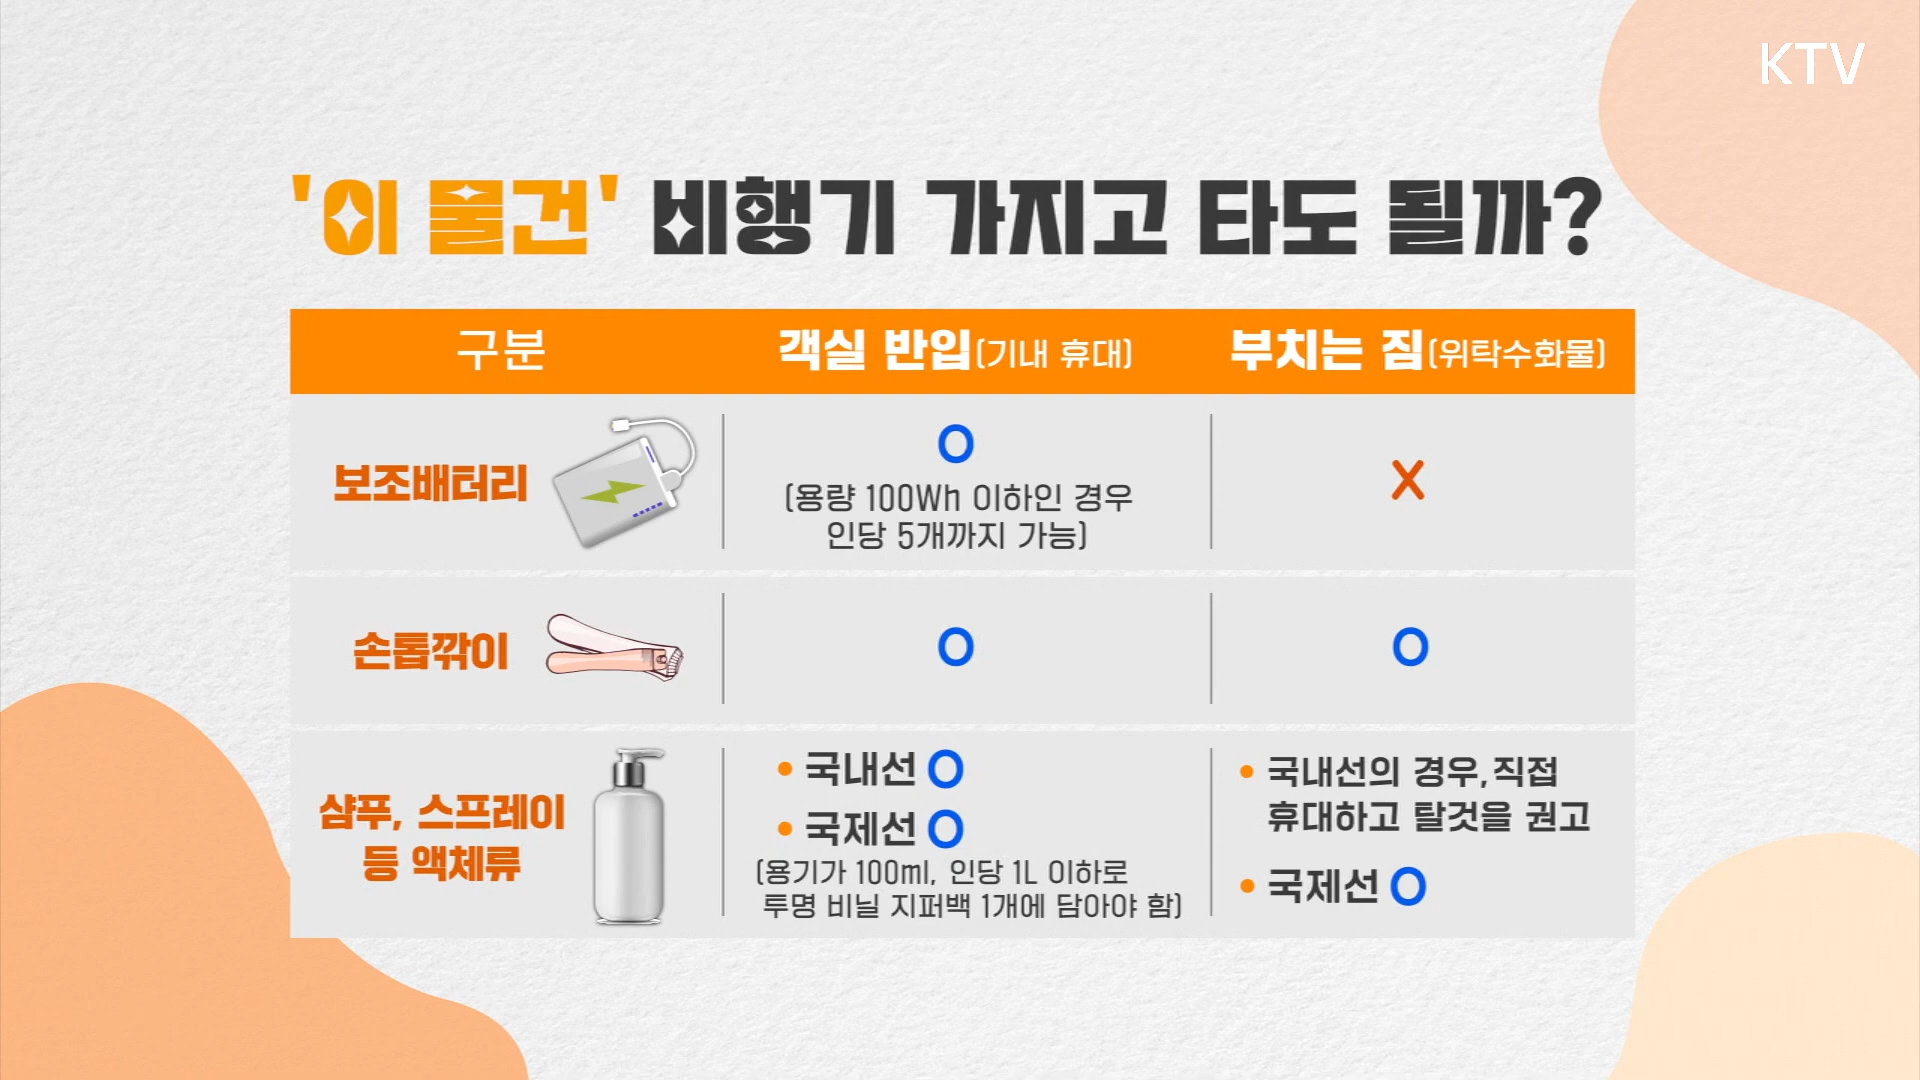 KTV
'이 물건' 비행기 가지고 타도 될까?
구분 객실 반입(기내 휴대) 부치는 짐(위탁수화물)
보조배터리
O
(용량 100Wh 이하인 경우
인당 5개까지 가능)
X
손톱깎이
O
O
샴푸, 스프레이
등 액체류
• 국내선 O
• 국제선 O
(용기가 100ml, 인당 1L 이하로
투명 비닐 지퍼백 1개에 담아야 함)
• 국내선의 경우, 직접
휴대하고 탈것을 권고
• 국제선 O